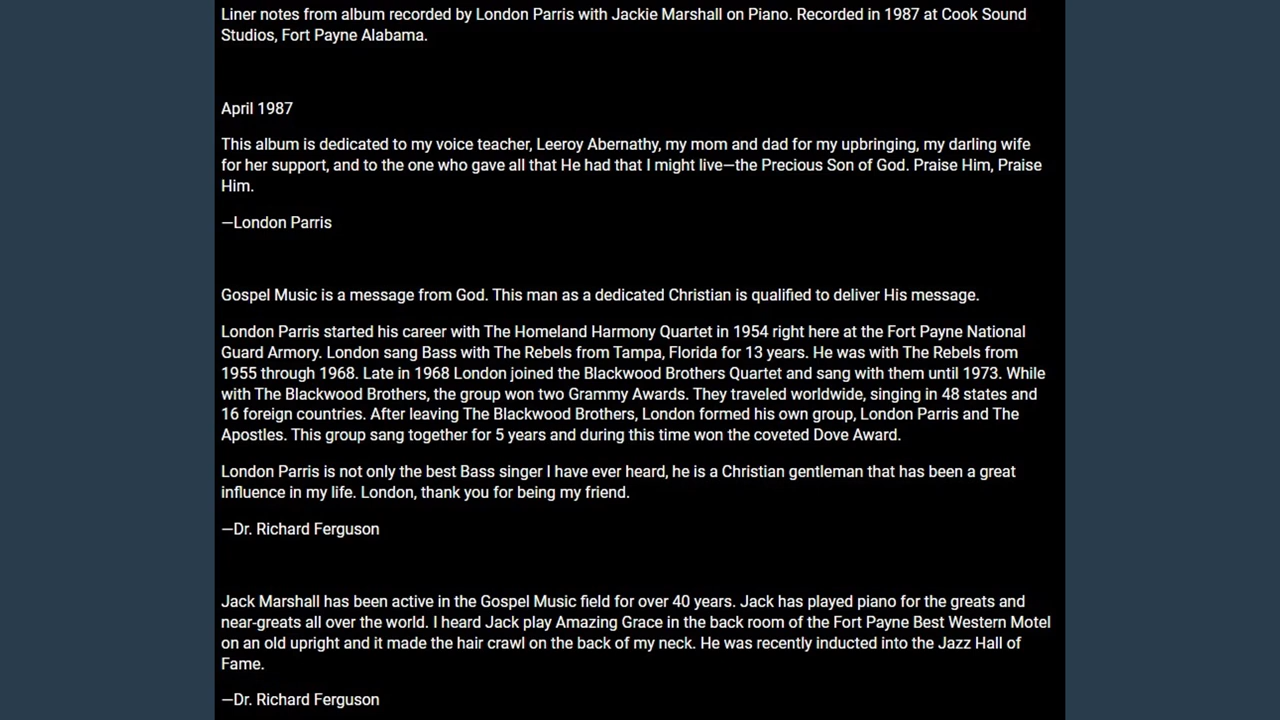 Liner notes from album recorded by London Parris with Jackie Marshall on Piano. Recorded in 1987 at Cook Sound
Studios, Fort Payne Alabama.
April 1987
This album is dedicated to my voice teacher, Leeroy Abernathy, my mom and dad for my upbringing, my darling wife
for her support, and to the one who gave all that He had that I might live—the Precious Son of God. Praise Him, Praise
Him.
—London Parris
Gospel Music is a message from God. This man as a dedicated Christian is qualified to deliver His message.
London Parris started his career with The Homeland Harmony Quartet in 1954 right here at the Fort Payne National
Guard Armory. London sang Bass with The Rebels from Tampa, Florida for 13 years. He was with The Rebels from
1955 through 1968. Late in 1968 London joined the Blackwood Brothers Quartet and sang with them until 1973. While
with The Blackwood Brothers, the group won two Grammy Awards. They traveled worldwide, singing in 48 states and
16 foreign countries. After leaving The Blackwood Brothers, London formed his own group, London Parris and The
Apostles. This group sang together for 5 years and during this time won the coveted Dove Award.
London Parris is not only the best Bass singer I have ever heard, he is a Christian gentleman that has been a great
influence in my life. London, thank you for being my friend.
—Dr. Richard Ferguson
Jack Marshall has been active in the Gospel Music field for over 40 years. Jack has played piano for the greats and
near-greats all over the world. I heard Jack play Amazing Grace in the back room of the Fort Payne Best Western Motel
on an old upright and it made the hair crawl on the back of my neck. He was recently inducted into the Jazz Hall of
Fame.
—Dr. Richard Ferguson